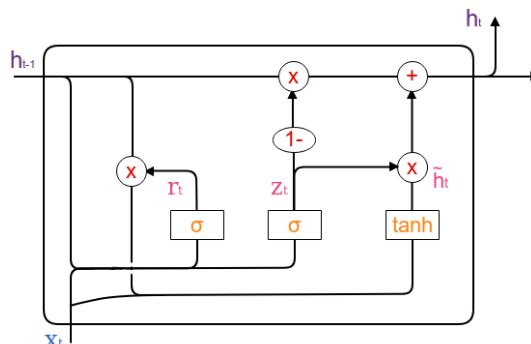 hₜ
hₜ₋₁
x
+
1-
x
rₜ
zₜ
x
h̃ₜ
σ
σ
tanh
xₜ